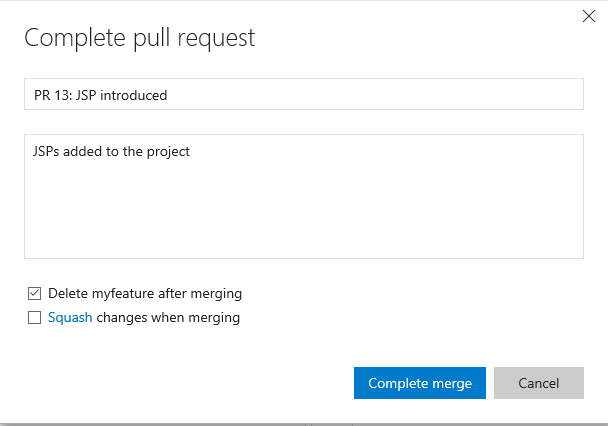 Complete pull request
PR 13: JSP introduced
JSPs added to the project
Delete myfeature after merging
Squash changes when merging
Complete merge
Cancel